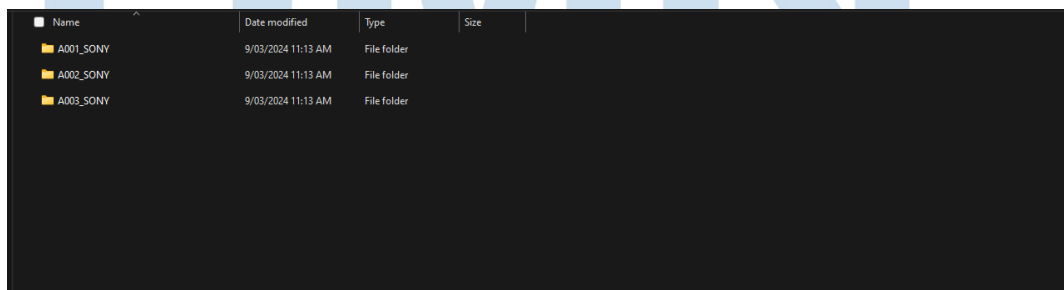 Name Date modified Type Size
A001_SONY 9/03/2024 11:13 AM File folder
A002_SONY 9/03/2024 11:13 AM File folder
A003_SONY 9/03/2024 11:13 AM File folder